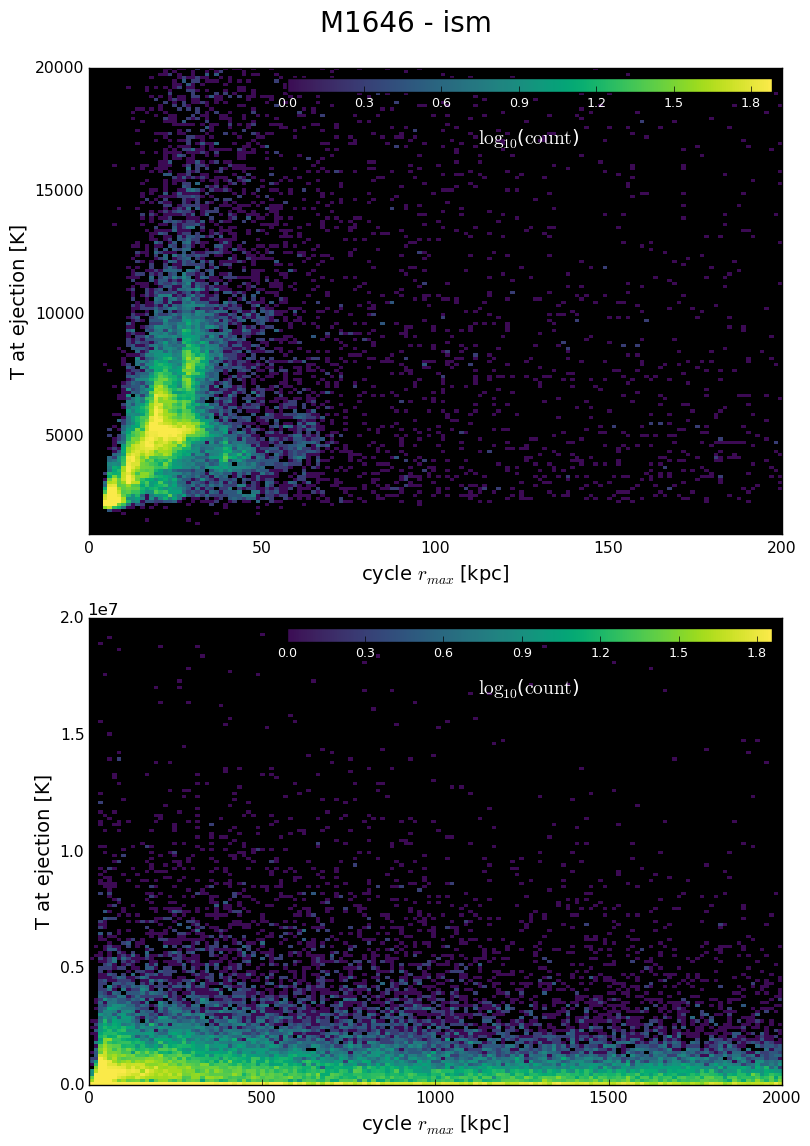 M1646 - ism
20000
0.0 0.3 0.6 0.9 1.2 1.5 1.8
log10(count)
15000
T at ejection [K]
10000
5000
0 50 100 150 200
cycle rmax [kpc]
1e7
2.0
0.0 0.3 0.6 0.9 1.2 1.5 1.8
log10(count)
1.5
T at ejection [K]
1.0
0.5
0.0
0 500 1000 1500 2000
cycle rmax [kpc]